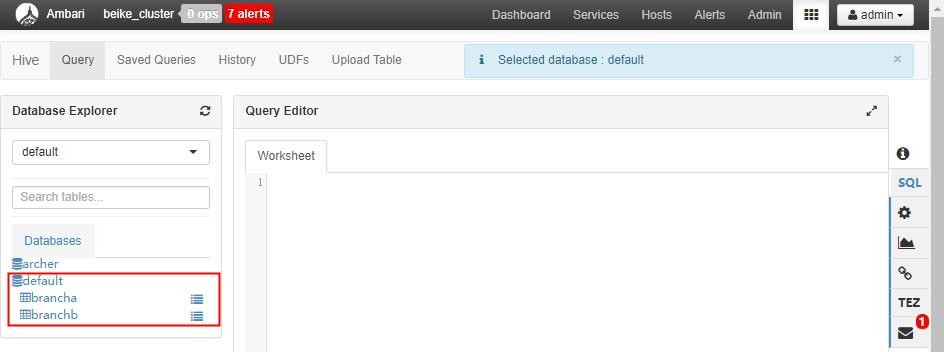 Ambari beike_cluster 0 ops 7 alerts Dashboard Services Hosts Alerts Admin admin
Hive Query Saved Queries History UDFs Upload Table Selected database : default ×
Database Explorer
default
Search tables...
Databases
archer
default
brancha
branchb
Query Editor
Worksheet
1
SQL
TEZ
1